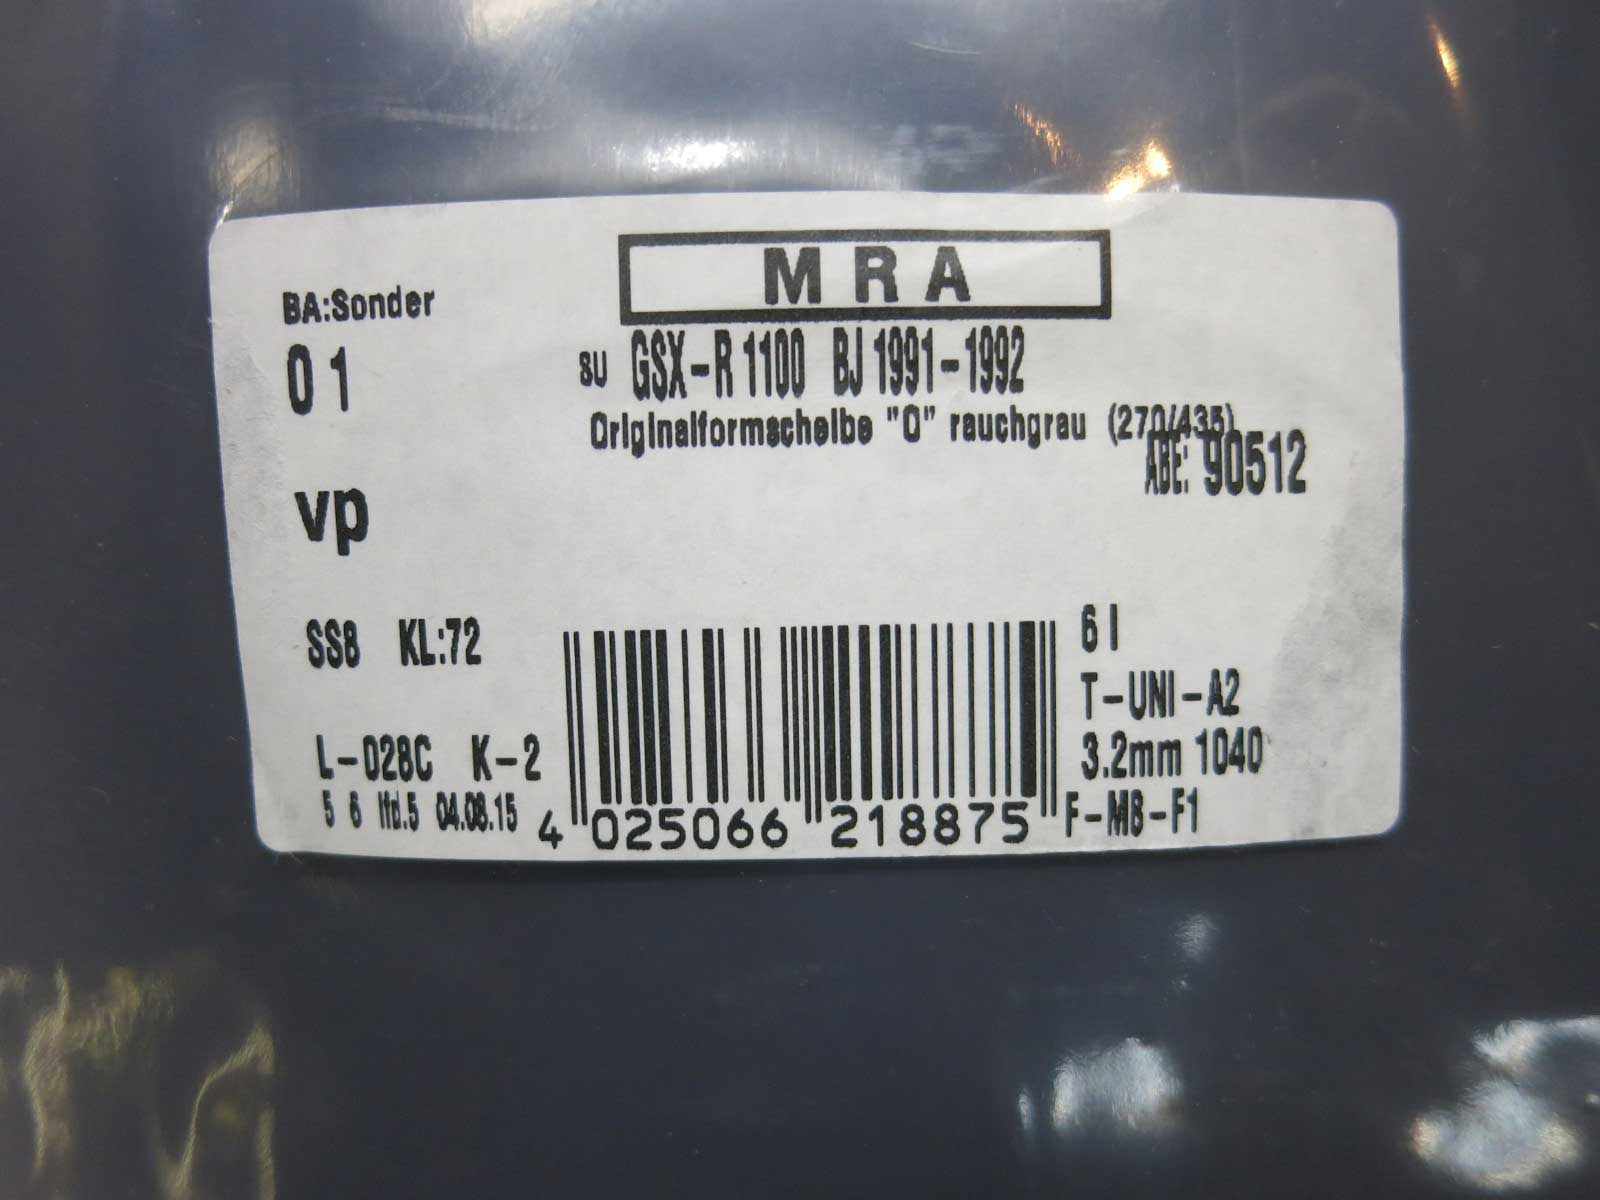 MRA
BA:Sonder
01
SU GSX-R 1100 BJ 1991-1992
Originalformscheibe "O" rauchgrau (270/435)
ABE: 90512
vp
SS8 KL:72
6 I
T-UNI-A2
L-028C K-2
3.2mm 1040
5 6 lfd.5 04.08.15
4 025066 218875
F-M8-F1